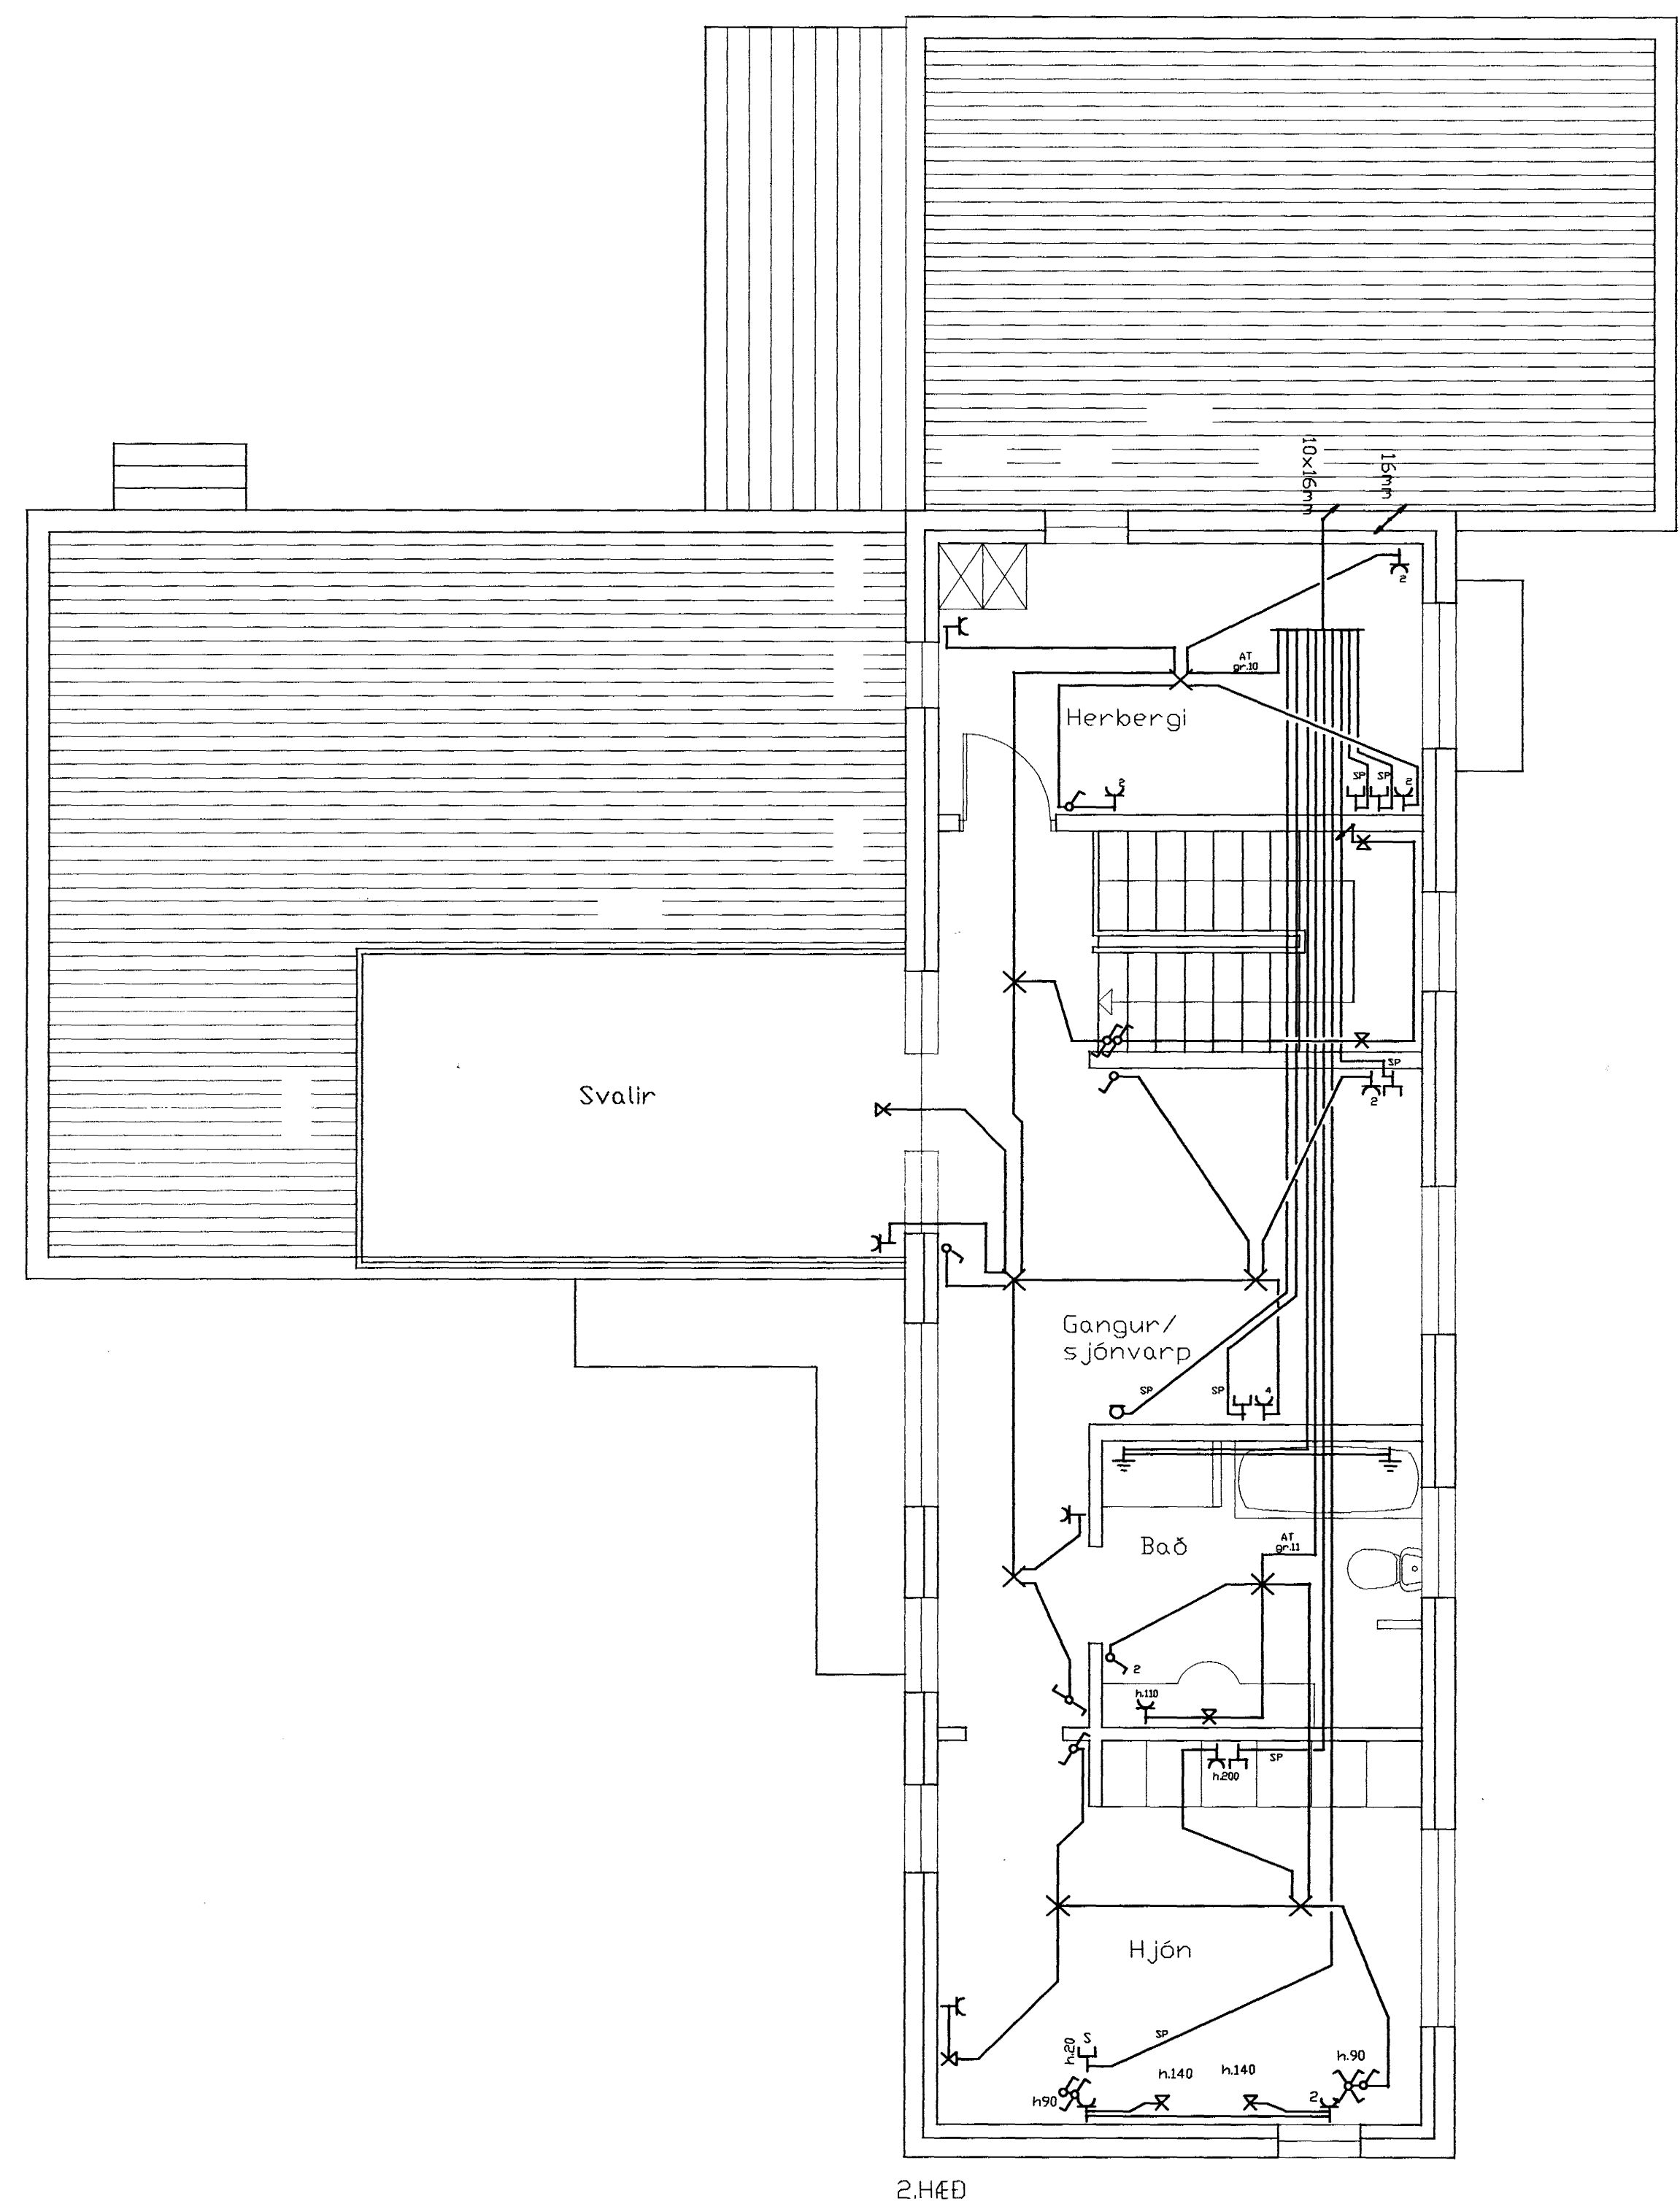 10x16mm
16mm
2
AT
gr.10
Herbergi
2
SP
SP
2
SP
2
Svalir
Gangur/
sjónvarp
SP
SP
4
Bað
AT
gr.11
2
h.110
SP
h.200
Hjón
SP
h.20
S
h.140
h.140
h.90
h90
2
2.HÆÐ